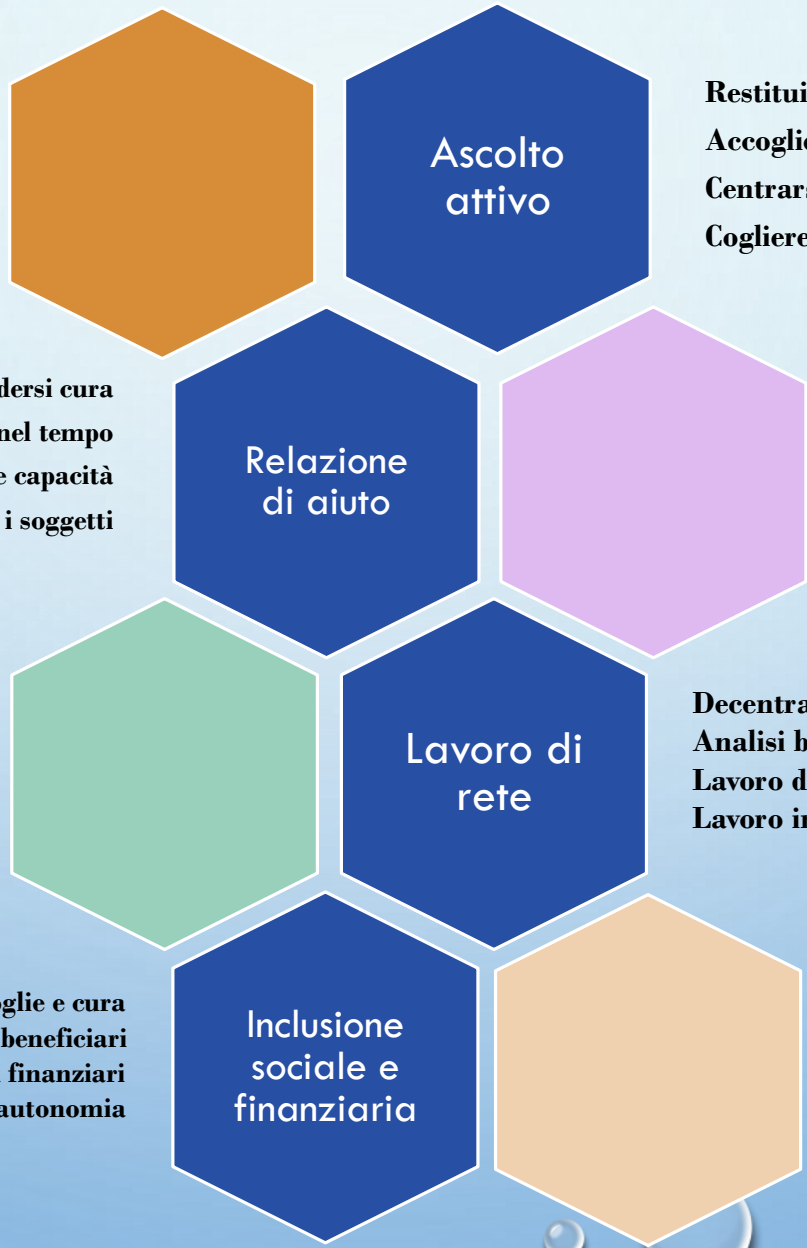 Ascolto
attivo
Restitui
Accoglie
Centrars
Cogliere
dersi cura
nel tempo
e capacità
i soggetti
Relazione
di aiuto
Lavoro di
rete
Decentra
Analisi b
Lavoro d
Lavoro in
oglie e cura
beneficiari
finanziari
autonomia
Inclusione
sociale e
finanziaria